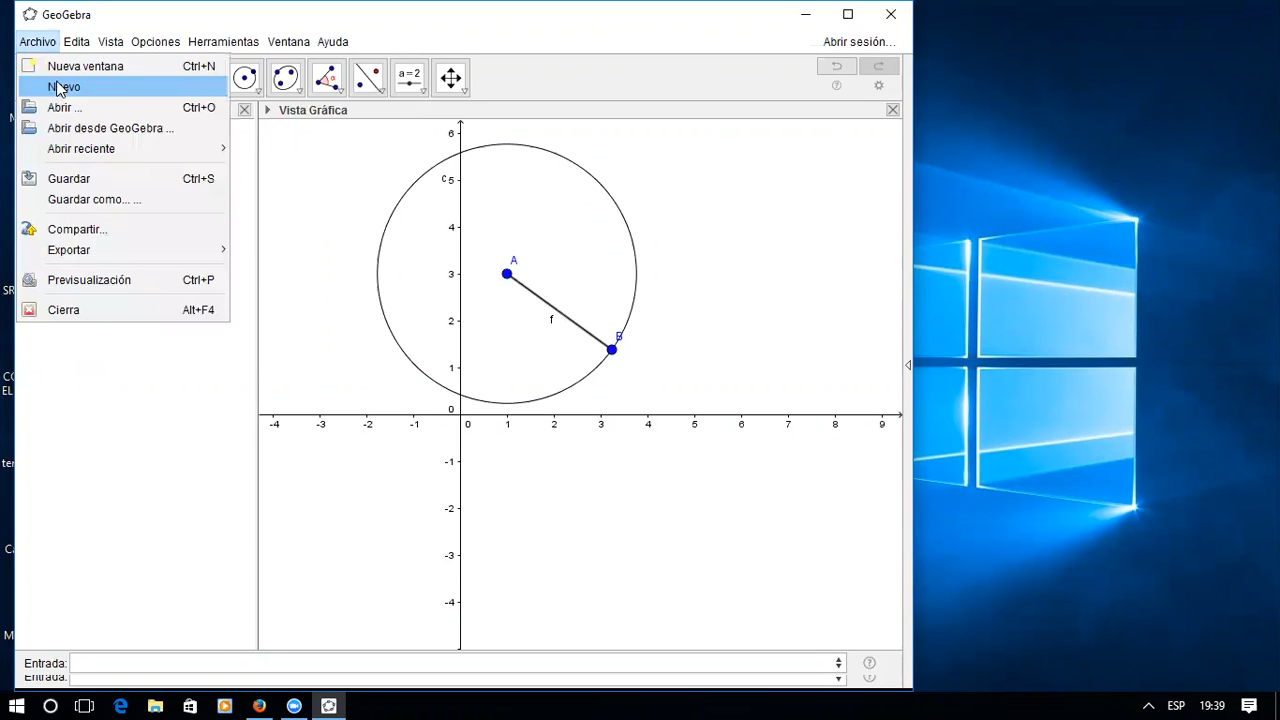 GeoGebra
Archivo Edita Vista Opciones Herramientas Ventana Ayuda Abrir sesión...
Nueva ventana Ctrl+N
Nuevo
Abrir ... Ctrl+O
Abrir desde GeoGebra ...
Abrir reciente
Guardar Ctrl+S
Guardar como... ...
Compartir...
Exportar
Previsualización Ctrl+P
Cierra Alt+F4
a=2
α
Vista Gráfica
6
5
4
3
2
1
0
-1
-2
-3
-4
c
A
f
B
-4 -3 -2 -1 0 1 2 3 4 5 6 7 8 9
Entrada:
ESP 19:39